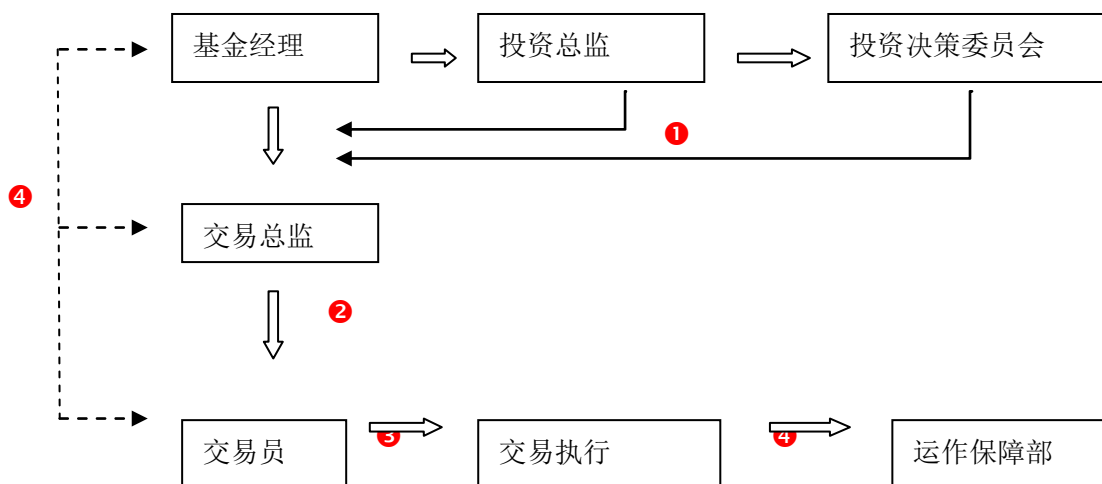 基金经理
投资总监
投资决策委员会
❶
❹
交易总监
❷
交易员
❸
交易执行
❹
运作保障部